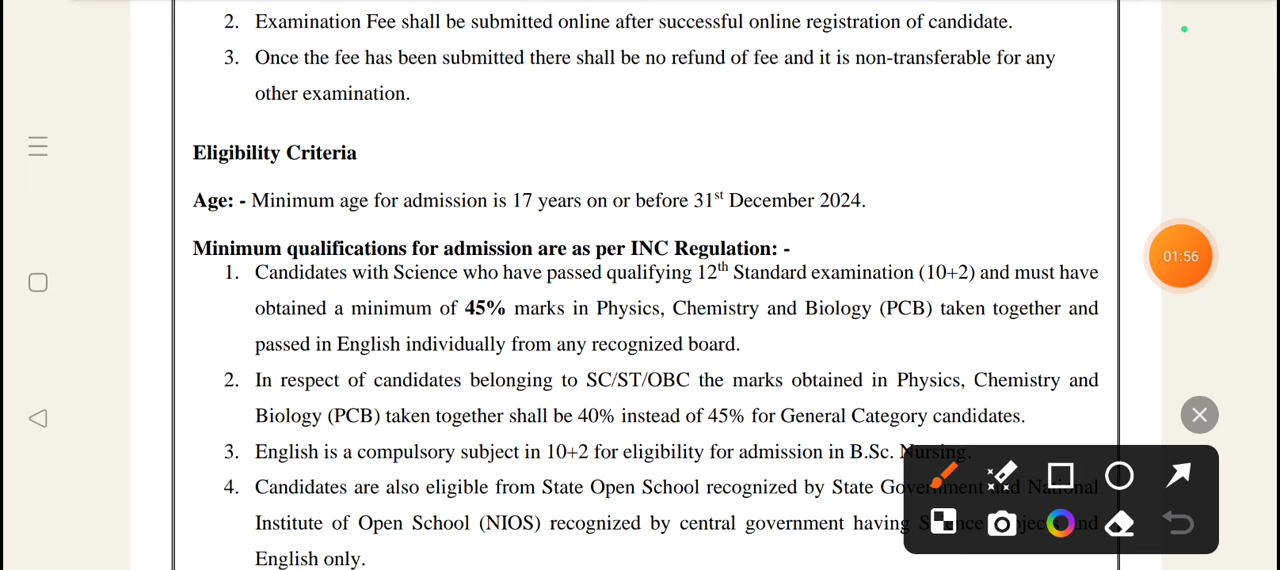 2. Examination Fee shall be submitted online after successful online registration of candidate.
3. Once the fee has been submitted there shall be no refund of fee and it is non-transferable for any
other examination.
Eligibility Criteria
Age: - Minimum age for admission is 17 years on or before 31st December 2024.
Minimum qualifications for admission are as per INC Regulation: -
1. Candidates with Science who have passed qualifying 12th Standard examination (10+2) and must have
obtained a minimum of 45% marks in Physics, Chemistry and Biology (PCB) taken together and
passed in English individually from any recognized board.
01:56
2. In respect of candidates belonging to SC/ST/OBC the marks obtained in Physics, Chemistry and
Biology (PCB) taken together shall be 40% instead of 45% for General Category candidates.
3. English is a compulsory subject in 10+2 for eligibility for admission in B.Sc. Nursing.
4. Candidates are also eligible from State Open School recognized by State Government and National
Institute of Open School (NIOS) recognized by central government having
English only.